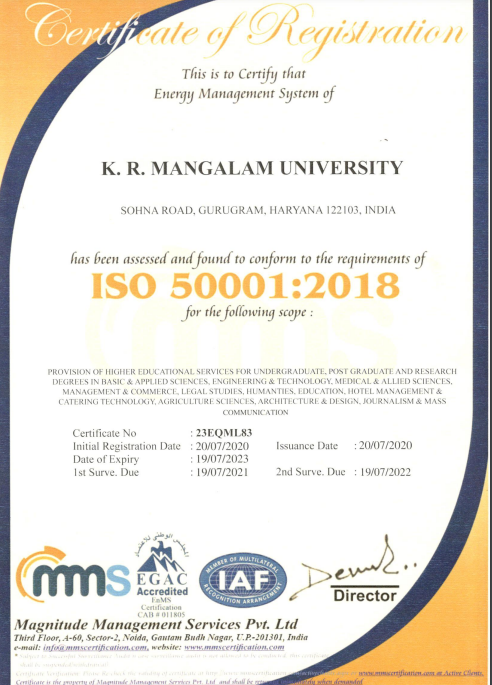 Certificate of Registration
This is to Certify that
Energy Management System of
K. R. MANGALAM UNIVERSITY
SOHNA ROAD, GURUGRAM, HARYANA 122103, INDIA
has been assessed and found to conform to the requirements of
ISO 50001:2018
for the following scope :
PROVISION OF HIGHER EDUCATIONAL SERVICES FOR UNDERGRADUATE, POST GRADUATE AND RESEARCH
DEGREES IN BASIC & APPLIED SCIENCES, ENGINEERING & TECHNOLOGY, MEDICAL & ALLIED SCIENCES,
MANAGEMENT & COMMERCE, LEGAL STUDIES, HUMANTIES, EDUCATION, HOTEL MANAGEMENT &
CATERING TECHNOLOGY, AGRICULTURE SCIENCES, ARCHITECTURE & DESIGN, JOURNALISM & MASS
COMMUNICATION
Certificate No : 23EQML83
Initial Registration Date : 20/07/2020 Issuance Date : 20/07/2020
Date of Expiry : 19/07/2023
1st Surve. Due : 19/07/2021 2nd Surve. Due : 19/07/2022
mms
EGAC
Accredited
EnMS
Certification
CAB # 011805
MEMBER OF MULTILATERAL
IAF
RECOGNITION ARRANGEMENT
Director
Magnitude Management Services Pvt. Ltd
Third Floor, A-60, Sector-2, Noida, Gautam Budh Nagar, U.P.-201301, India
e-mail: info@mmscertification.com, website: www.mmscertification.com
www.mmscertification.com at Active Clients.
Certificate is the property of Magnitude Management Services Pvt. Ltd. and shall be when demanded